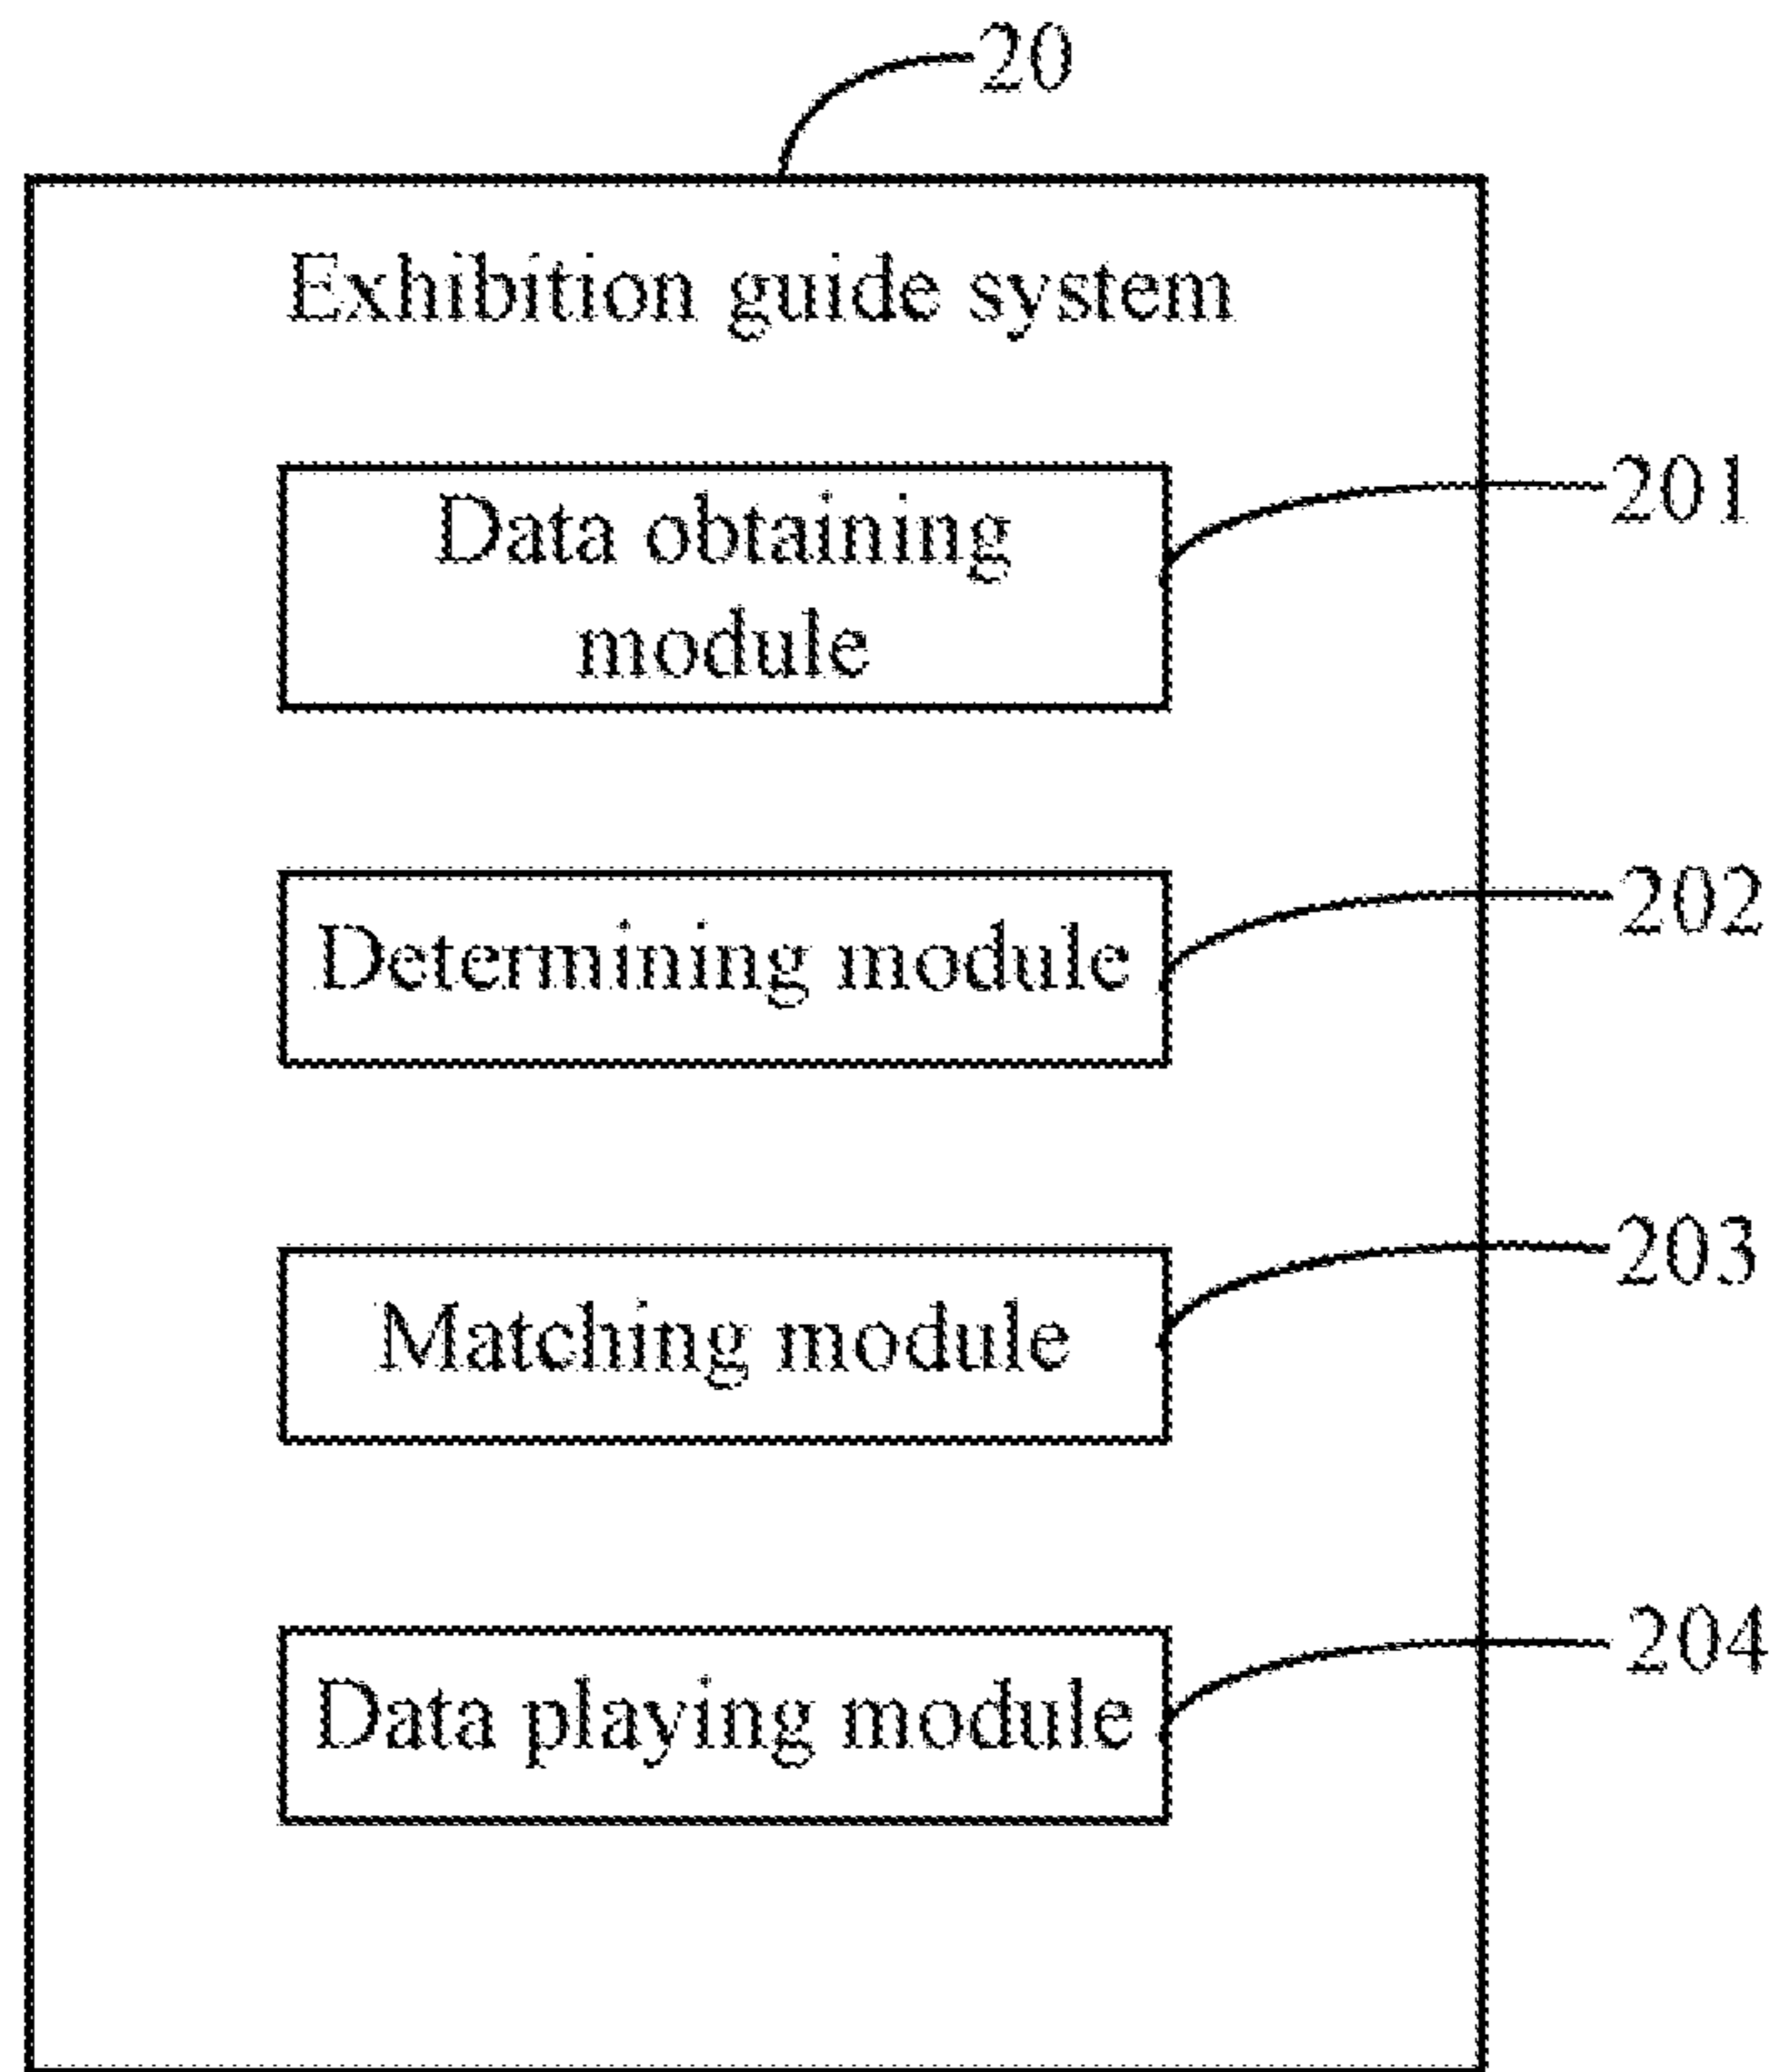 20
Exhibition guide system
Data obtaining
module
201
Determining module
202
Matching module
203
Data playing module
204